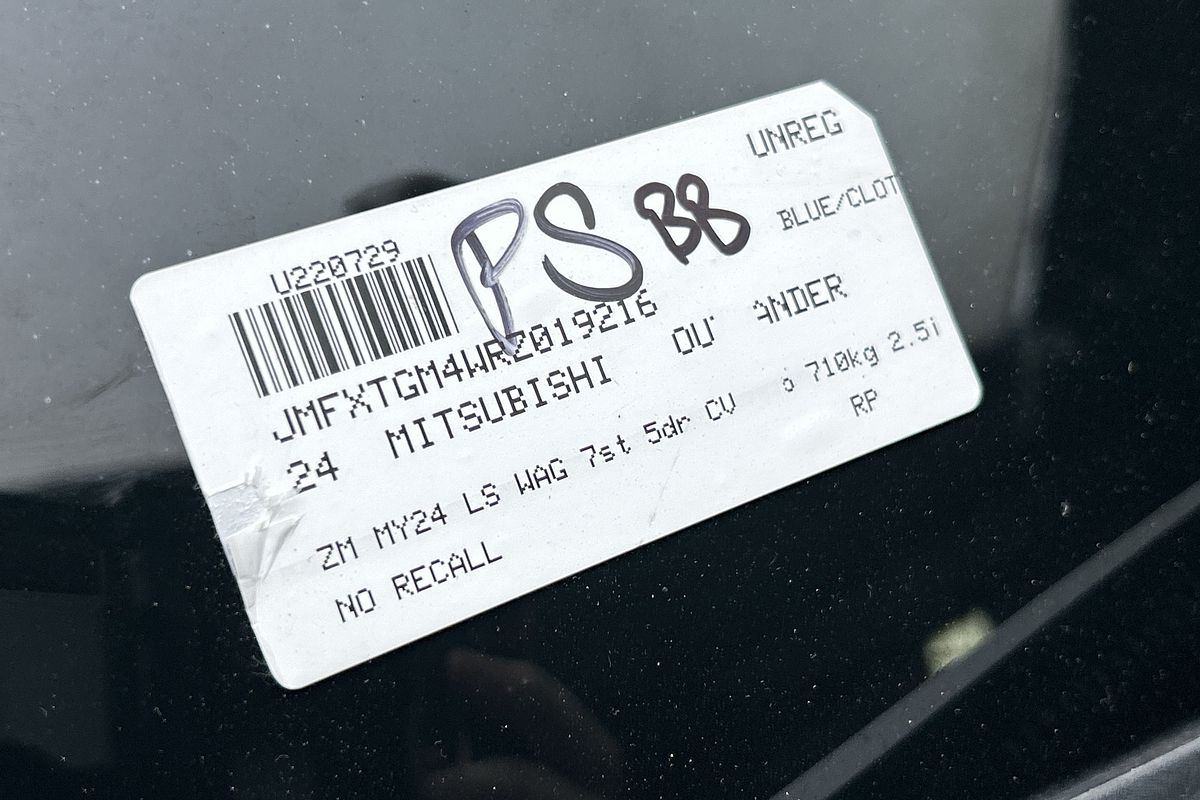 UNREG
U220729
PS BB
BLUE/CLOT
JMFXTGM4WRZ019216
24 MITSUBISHI
ZM MY24 LS WAG 7st 5dr CV 710kg 2.5i
NO RECALL
RP